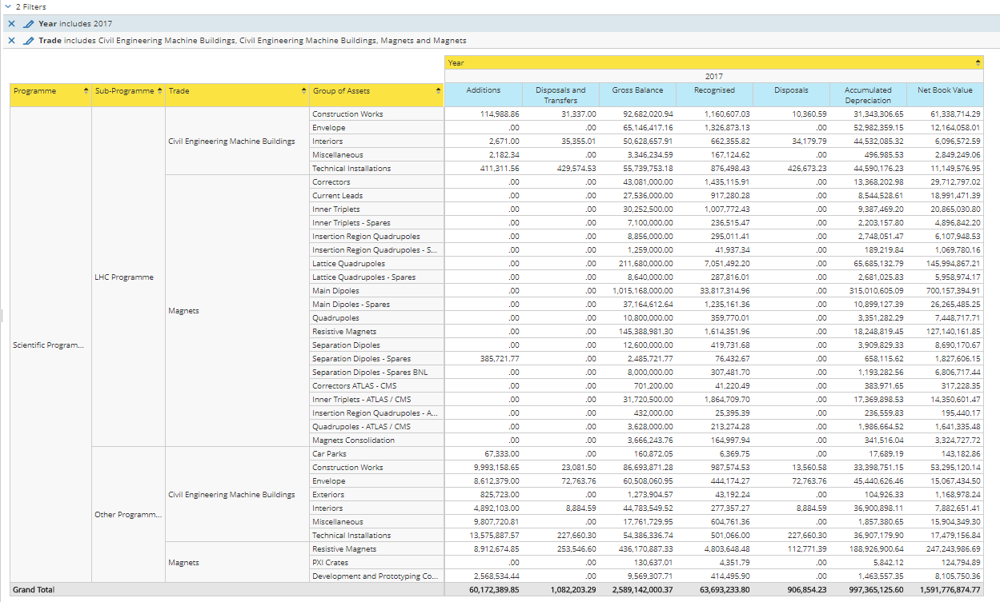 2 Filters
Year includes 2017
Trade includes Civil Engineering Machine Buildings, Civil Engineering Machine Buildings, Magnets and Magnets
Year
2017
Programme Sub-Programme Trade Group of Assets Additions Disposals and Transfers Gross Balance Recognised Disposals Accumulated Depreciation Net Book Value
Construction Works 114,988.86 31,337.00 92,682,020.94 1,160,607.03 10,360.59 31,343,306.65 61,338,714.29
Envelope .00 .00 65,146,417.16 1,326,873.13 .00 52,982,359.15 12,164,058.01
Civil Engineering Machine Buildings Interiors 2,671.00 35,355.01 50,628,657.91 662,355.82 34,179.79 44,532,085.32 6,096,572.59
Miscellaneous 2,182.34 .00 3,346,234.59 167,124.62 .00 496,985.53 2,849,249.06
Technical Installations 411,311.56 429,574.53 55,739,753.18 876,498.43 426,673.23 44,590,176.23 11,149,576.95
Correctors .00 .00 43,081,000.00 1,435,115.91 .00 13,368,202.98 29,712,797.02
Current Leads .00 .00 27,536,000.00 917,280.28 .00 8,544,528.61 18,991,471.39
Inner Triplets .00 .00 30,252,500.00 1,007,772.43 .00 9,387,469.20 20,865,030.80
Inner Triplets - Spares .00 .00 7,100,000.00 236,515.47 .00 2,203,157.80 4,896,842.20
Insertion Region Quadrupoles .00 .00 8,856,000.00 295,011.41 .00 2,748,051.47 6,107,948.53
Insertion Region Quadrupoles - S... .00 .00 1,259,000.00 41,937.34 .00 189,219.84 1,069,780.16
Lattice Quadrupoles .00 .00 211,680,000.00 7,051,492.20 .00 65,685,132.79 145,994,867.21
LHC Programme Lattice Quadrupoles - Spares .00 .00 8,640,000.00 287,816.01 .00 2,681,025.83 5,958,974.17
Main Dipoles .00 .00 1,015,168,000.00 33,817,314.96 .00 315,010,605.09 700,157,394.91
Main Dipoles - Spares .00 .00 37,164,612.64 1,235,161.36 .00 10,899,127.39 26,265,485.25
Magnets
Quadrupoles .00 .00 10,800,000.00 359,770.01 .00 3,351,282.29 7,448,717.71
Resistive Magnets .00 .00 145,388,981.30 1,614,351.96 .00 18,248,819.45 127,140,161.85
Scientific Program... Separation Dipoles .00 .00 12,600,000.00 419,731.68 .00 3,909,829.33 8,690,170.67
Separation Dipoles - Spares 385,721.77 .00 2,485,721.77 76,432.67 .00 658,115.62 1,827,606.15
Separation Dipoles - Spares BNL .00 .00 8,000,000.00 307,481.70 .00 1,193,282.56 6,806,717.44
Correctors ATLAS - CMS .00 .00 701,200.00 41,220.49 .00 383,971.65 317,228.35
Inner Triplets - ATLAS / CMS .00 .00 31,720,500.00 1,864,709.70 .00 17,369,898.53 14,350,601.47
Insertion Region Quadrupoles - A... .00 .00 432,000.00 25,395.39 .00 236,559.83 195,440.17
Quadrupoles - ATLAS / CMS .00 .00 3,628,000.00 213,274.28 .00 1,986,664.52 1,641,335.48
Magnets Consolidation .00 .00 3,666,243.76 164,997.94 .00 341,516.04 3,324,727.72
Car Parks 67,333.00 .00 160,872.05 6,369.75 .00 17,689.19 143,182.86
Construction Works 9,993,158.65 23,081.50 86,693,871.28 987,574.53 13,560.58 33,398,751.15 53,295,120.14
Envelope 8,612,379.00 72,763.76 60,508,060.95 444,174.27 72,763.76 45,440,626.46 15,067,434.50
Civil Engineering Machine Buildings Exteriors 825,723.00 .00 1,273,904.57 43,192.24 .00 104,926.33 1,168,978.24
Interiors 4,892,103.00 8,884.59 44,783,549.52 277,357.27 8,884.59 36,900,898.11 7,882,651.41
Other Programm...
Miscellaneous 9,807,720.81 .00 17,761,729.95 604,761.36 .00 1,857,380.65 15,904,349.30
Technical Installations 13,575,887.57 227,660.30 54,386,336.74 501,066.00 227,660.30 36,907,179.90 17,479,156.84
Resistive Magnets 8,912,674.85 253,546.60 436,170,887.33 4,803,648.48 112,771.39 188,926,900.64 247,243,986.69
Magnets PXI Crates .00 .00 130,637.01 4,351.79 .00 5,842.12 124,794.89
Development and Prototyping Co... 2,568,534.44 .00 9,569,307.71 414,495.90 .00 1,463,557.35 8,105,750.36
Grand Total 60,172,389.85 1,082,203.29 2,589,142,000.37 63,693,233.80 906,854.23 997,365,125.60 1,591,776,874.77